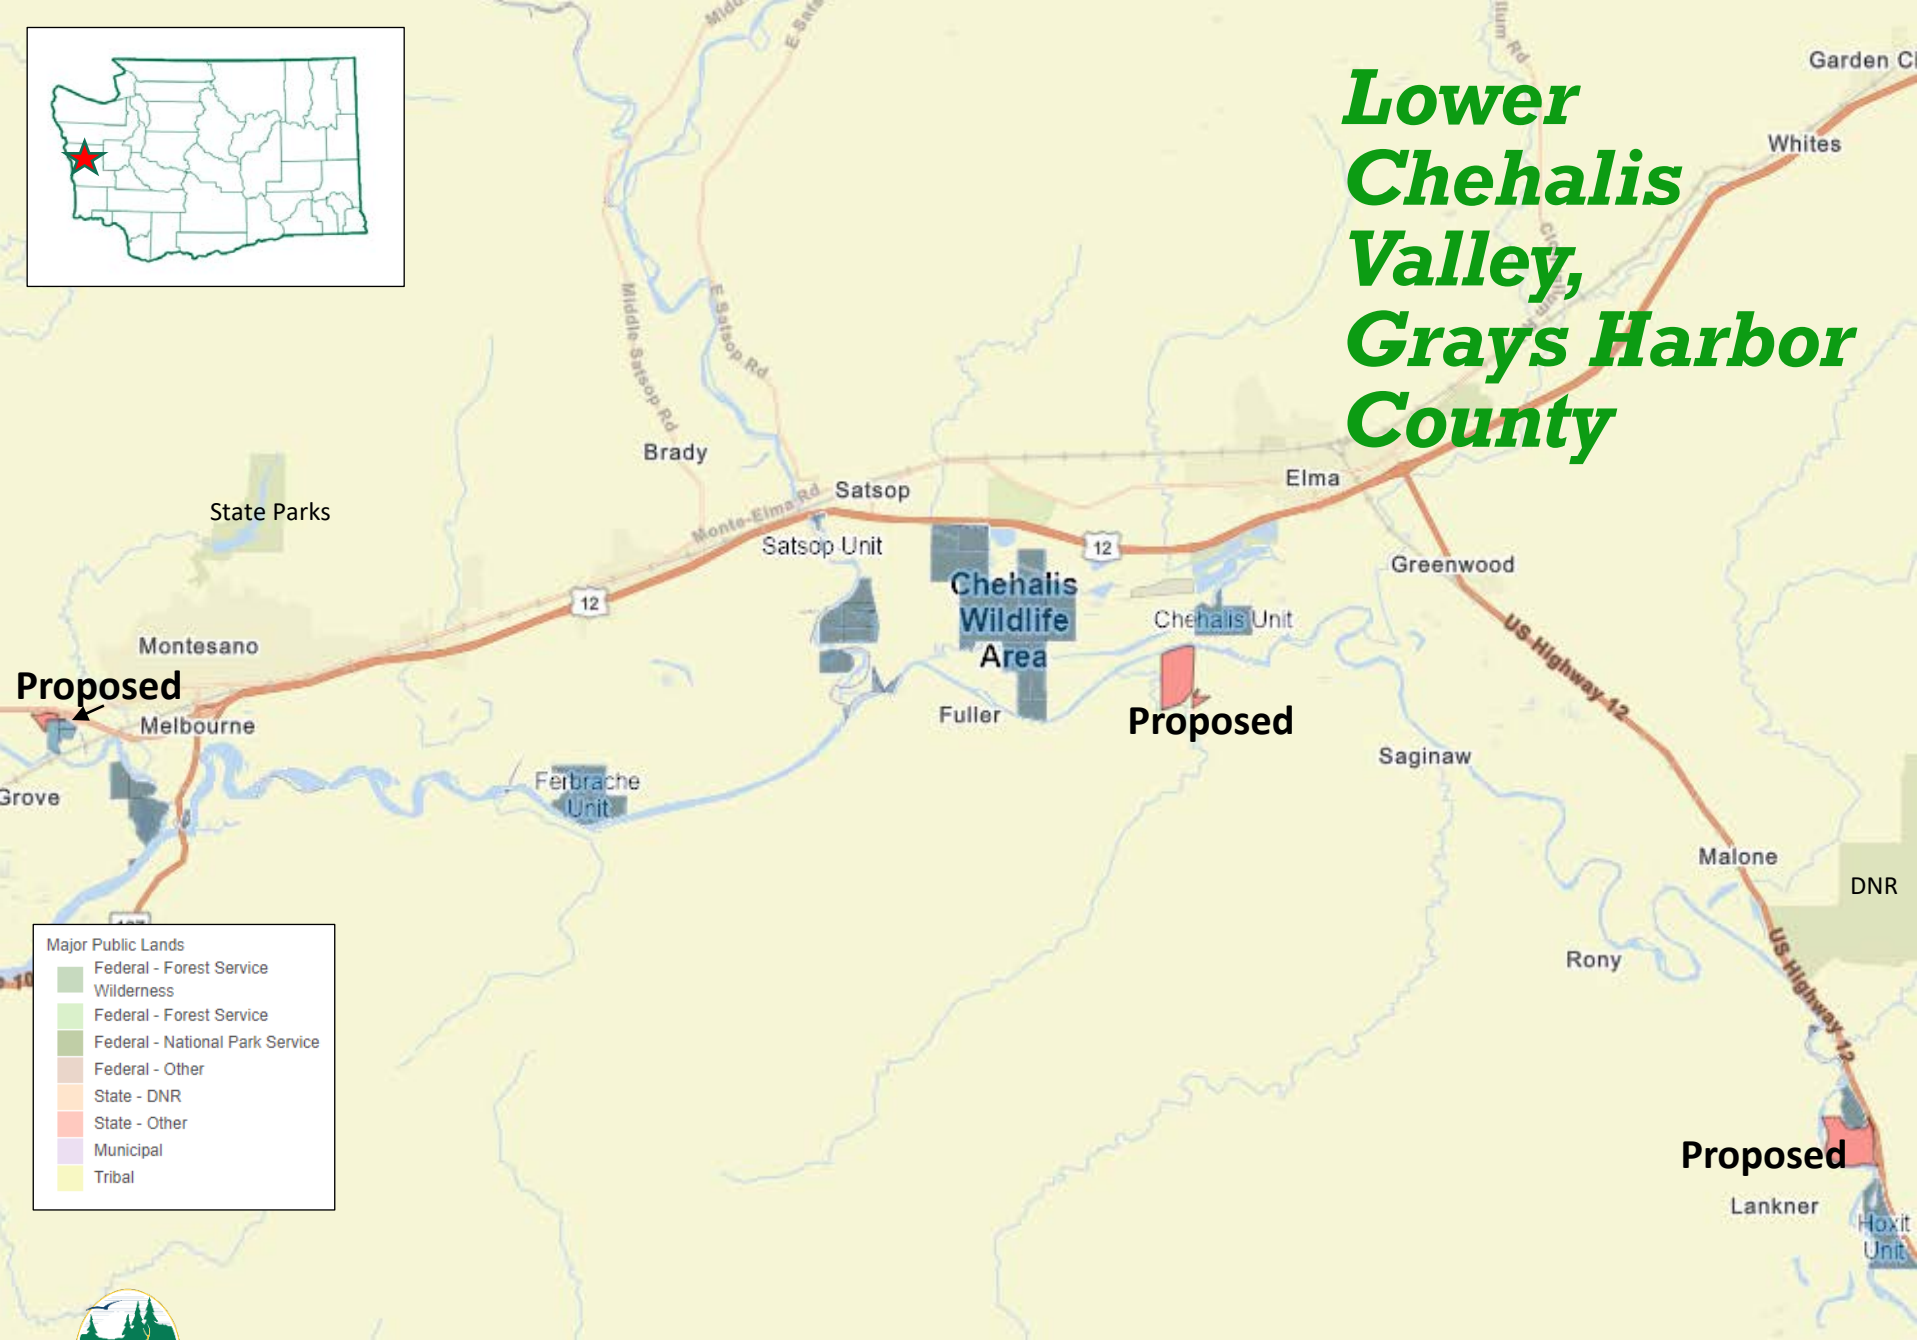 Lower
Chehalis
Valley,
Grays Harbor
County
Garden
Whites
E Satsop Rd
Middle Satsop Rd
Brady
Satsop
Monte-Elma Rd
Elma
State Parks
Satsop Unit
12
12
Greenwood
Chehalis
Wildlife
Area
Chehalis Unit
US Highway 12
Montesano
Proposed
Melbourne
Fuller
Proposed
Saginaw
Ferbrache
Unit
Grove
Malone
DNR
Rony
US Highway 12
Proposed
Lankner
Hoxit
Unit
Major Public Lands
Federal - Forest Service
Wilderness
Federal - Forest Service
Federal - National Park Service
Federal - Other
State - DNR
State - Other
Municipal
Tribal